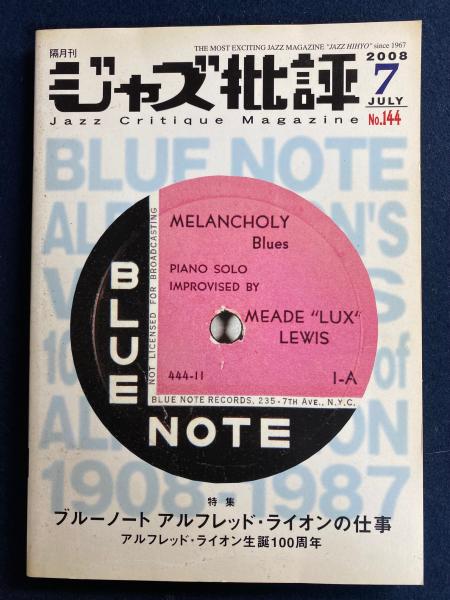 隔月刊
THE MOST EXCITING JAZZ MAGAZINE "JAZZ HIHYO" since 1967
ジャズ批評
2008
7
JULY
No.144
Jazz Critique Magazine
BLUE NOTE
MELANCHOLY
Blues
PIANO SOLO
IMPROVISED BY
MEADE "LUX"
LEWIS
NOT LICENSED FOR BROADCASTING
444-11
1-A
BLUE NOTE RECORDS, 235-7TH AVE., N.Y.C.
BLUE
NOTE
of
1908-1987
特集
ブルーノート アルフレッド・ライオンの仕事
アルフレッド・ライオン生誕100周年